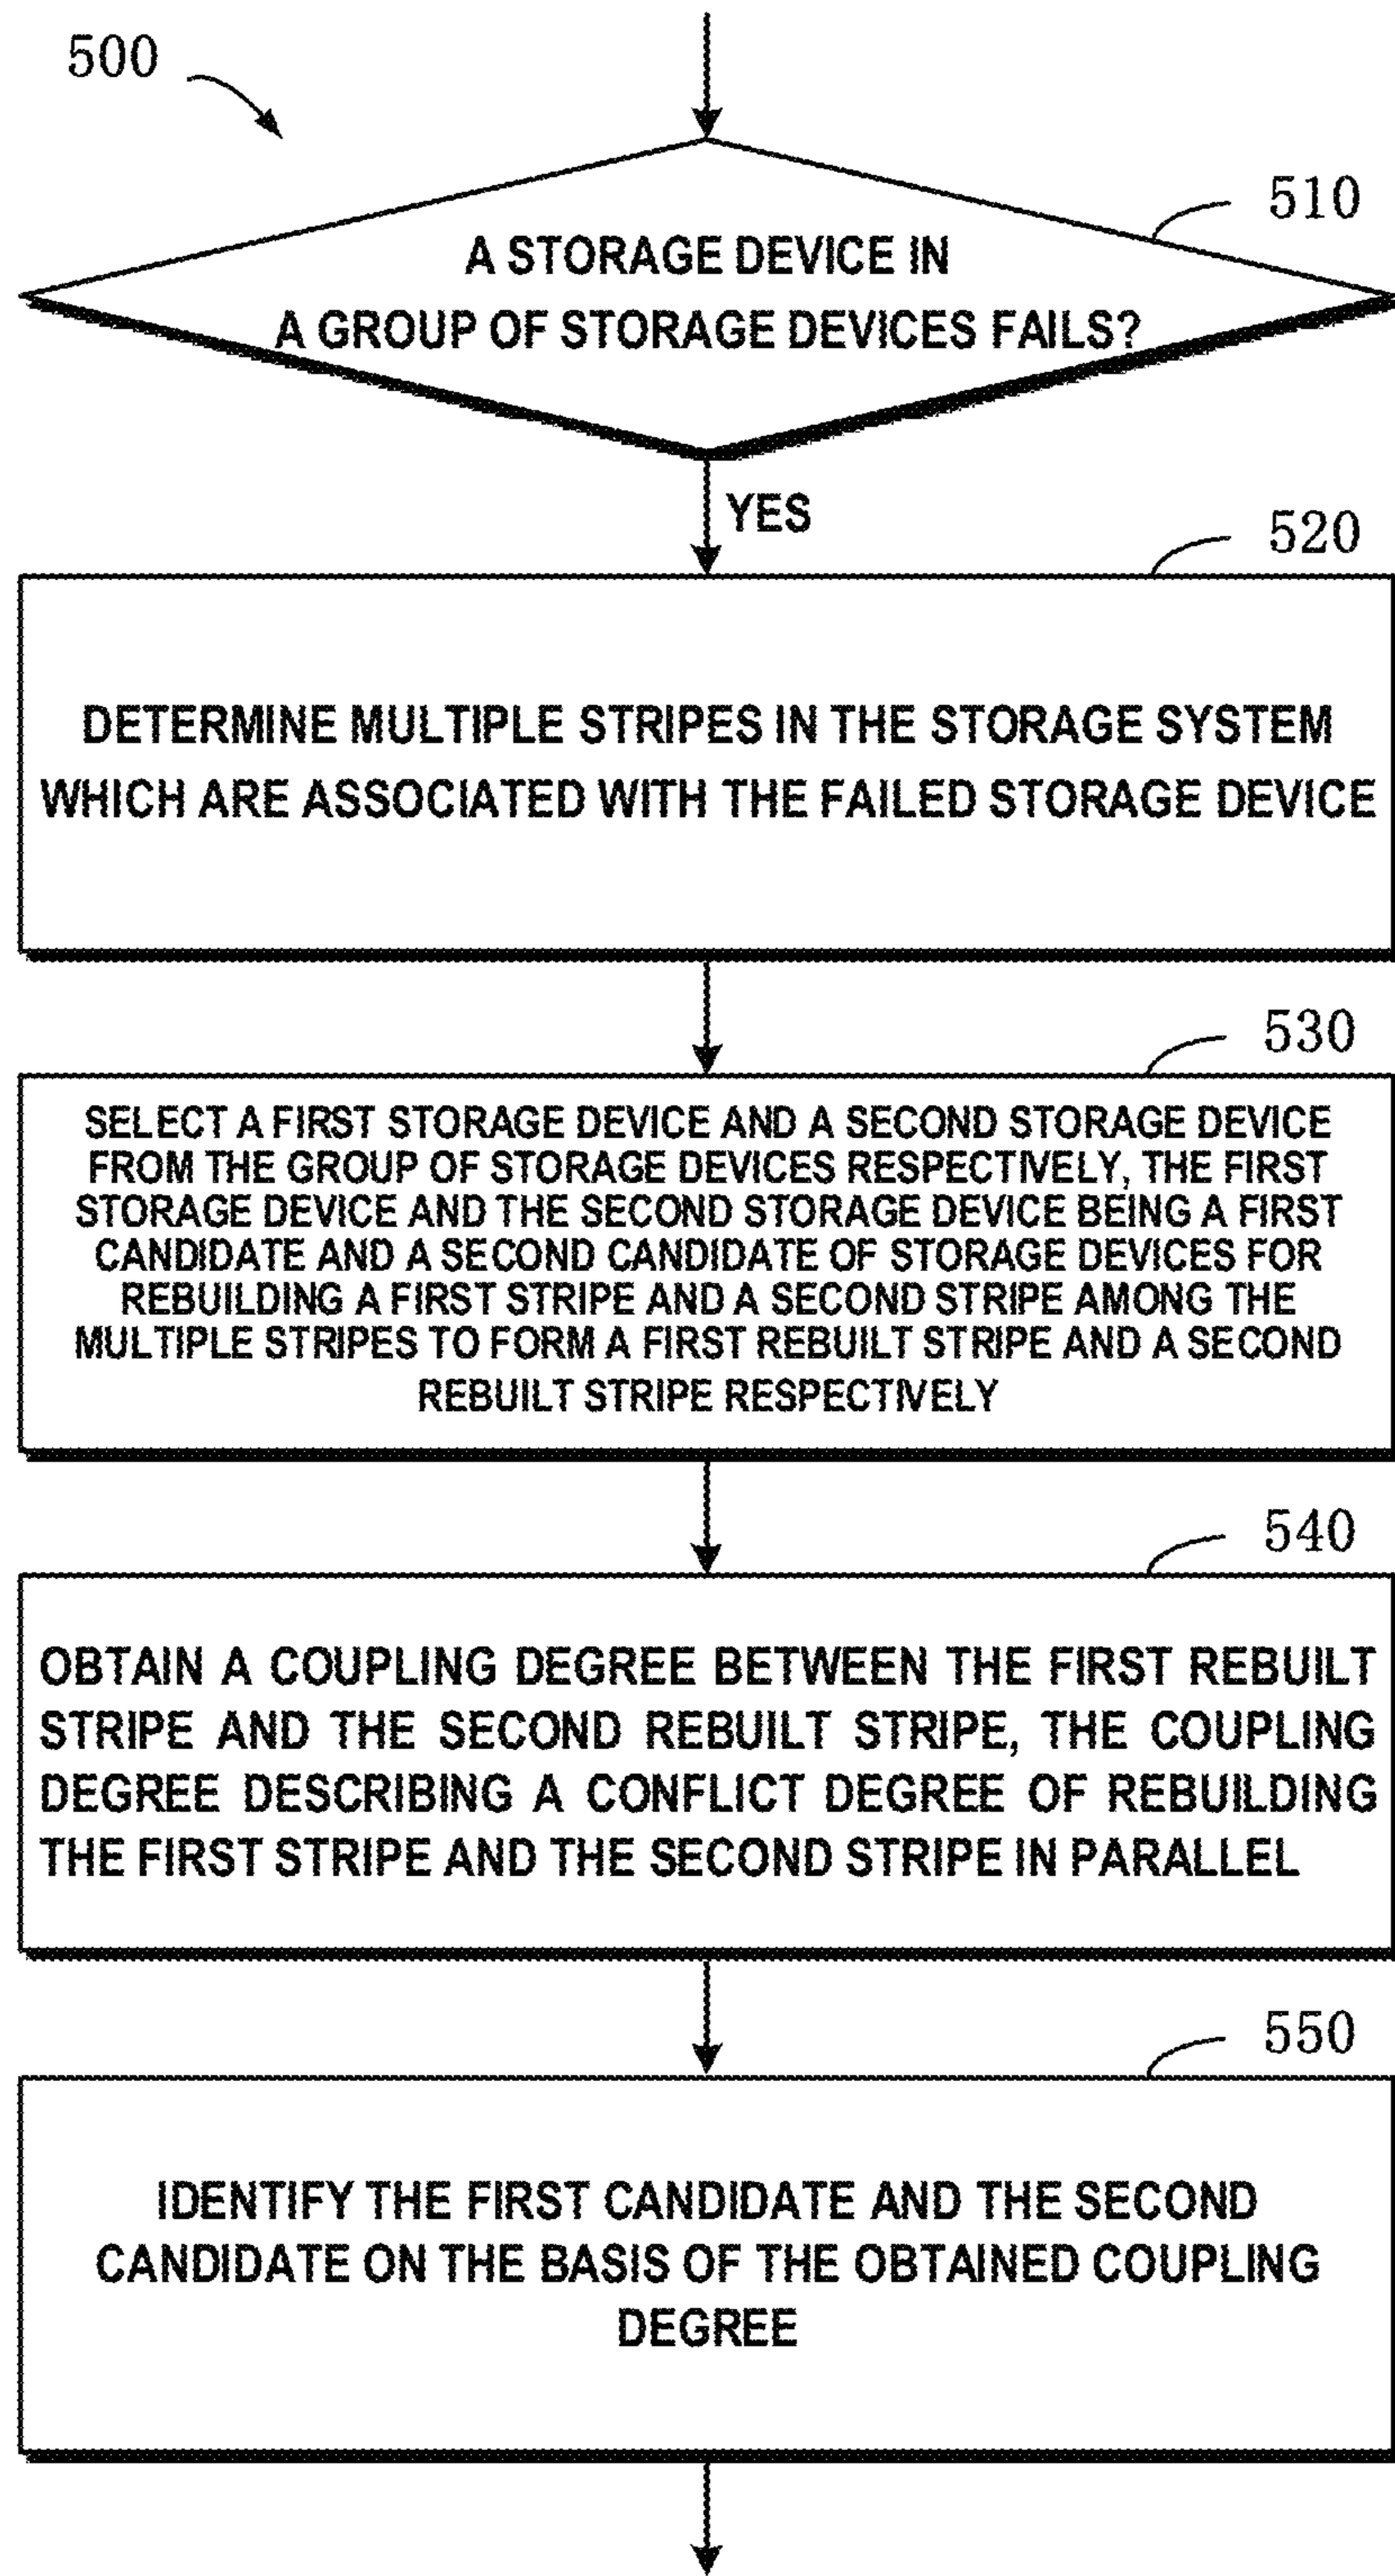 500
510
A STORAGE DEVICE IN
A GROUP OF STORAGE DEVICES FAILS?
YES
520
DETERMINE MULTIPLE STRIPES IN THE STORAGE SYSTEM
WHICH ARE ASSOCIATED WITH THE FAILED STORAGE DEVICE
530
SELECT A FIRST STORAGE DEVICE AND A SECOND STORAGE DEVICE
FROM THE GROUP OF STORAGE DEVICES RESPECTIVELY, THE FIRST
STORAGE DEVICE AND THE SECOND STORAGE DEVICE BEING A FIRST
CANDIDATE AND A SECOND CANDIDATE OF STORAGE DEVICES FOR
REBUILDING A FIRST STRIPE AND A SECOND STRIPE AMONG THE
MULTIPLE STRIPES TO FORM A FIRST REBUILT STRIPE AND A SECOND
REBUILT STRIPE RESPECTIVELY
540
OBTAIN A COUPLING DEGREE BETWEEN THE FIRST REBUILT
STRIPE AND THE SECOND REBUILT STRIPE, THE COUPLING
DEGREE DESCRIBING A CONFLICT DEGREE OF REBUILDING
THE FIRST STRIPE AND THE SECOND STRIPE IN PARALLEL
550
IDENTIFY THE FIRST CANDIDATE AND THE SECOND
CANDIDATE ON THE BASIS OF THE OBTAINED COUPLING
DEGREE